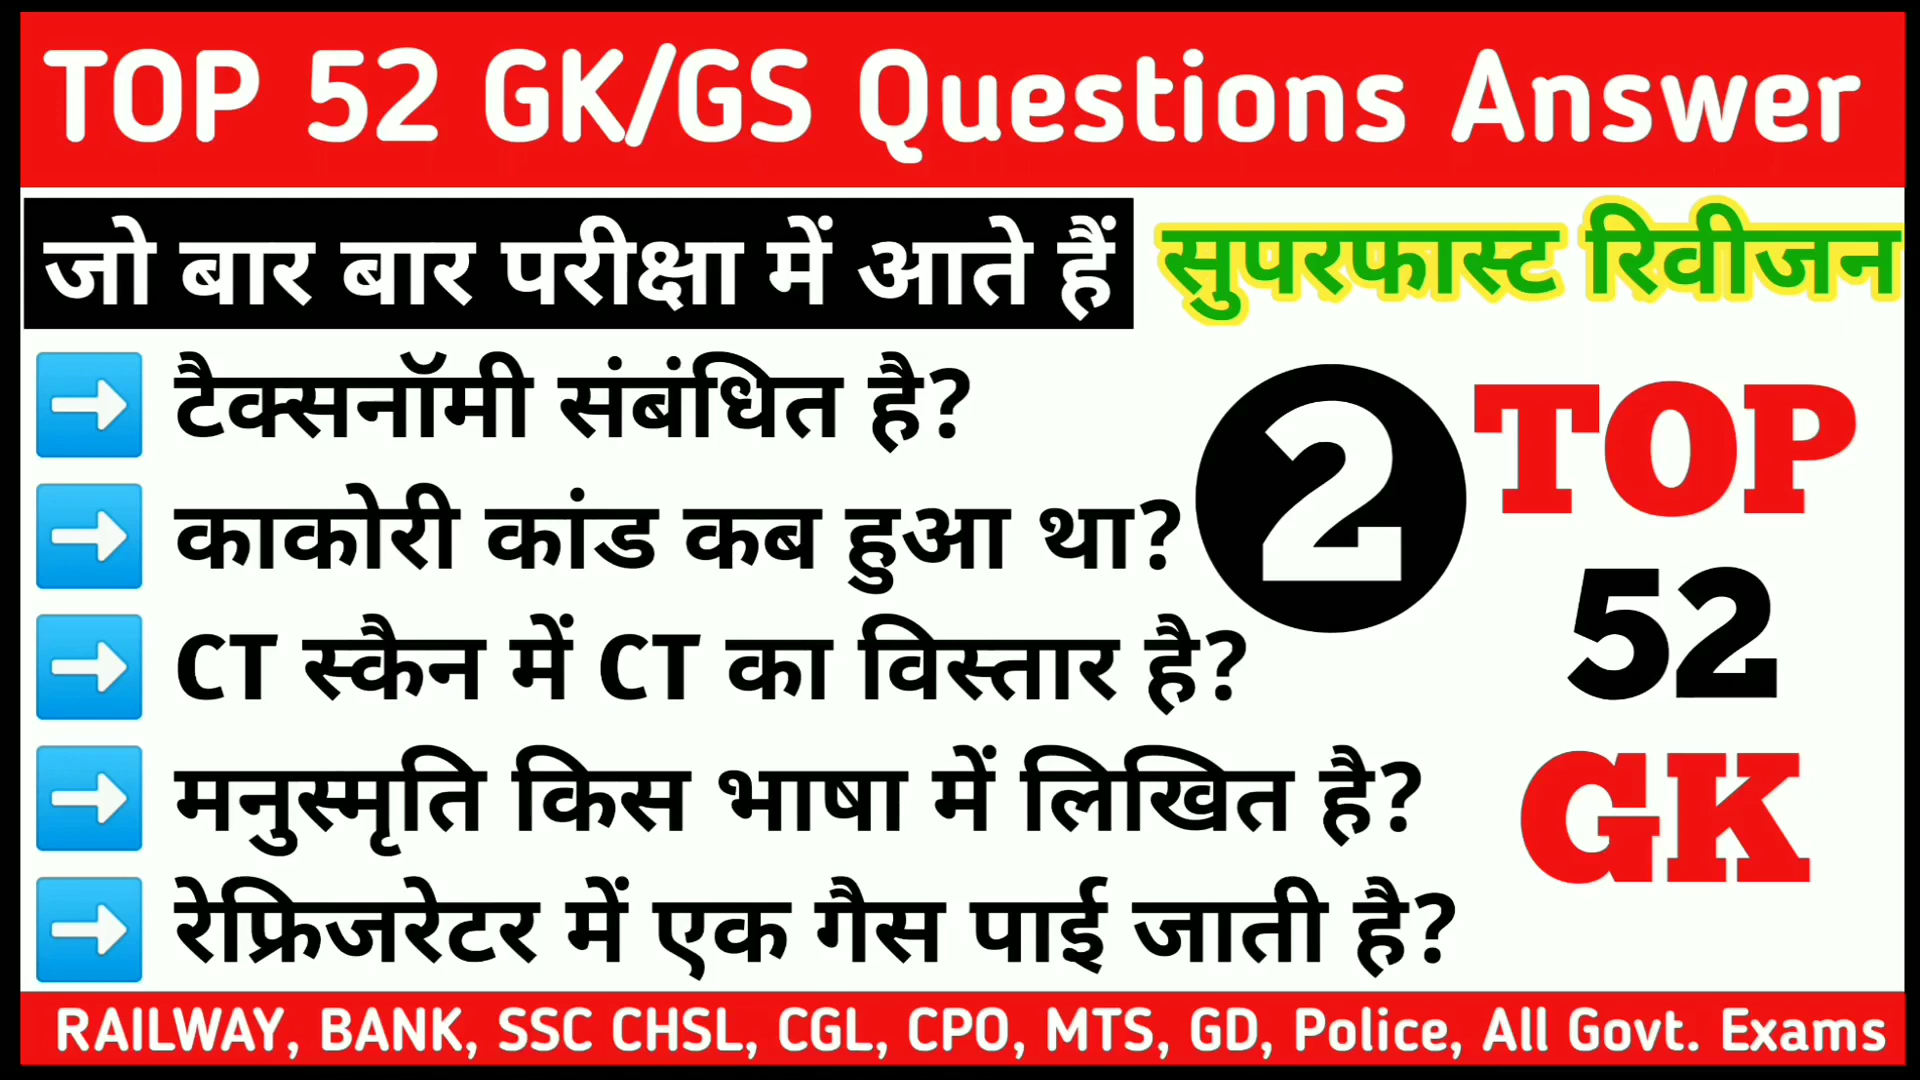 TOP 52 GK/GS Questions Answer
जो बार बार परीक्षा में आते हैं
सुपरफास्ट रिवीजन
टैक्सनॉमी संबंधित है?
काकोरी कांड कब हुआ था?
CT स्कैन में CT का विस्तार है?
मनुस्मृति किस भाषा में लिखित है?
रेफ्रिजरेटर में एक गैस पाई जाती है?
2
TOP
52
GK
RAILWAY, BANK, SSC CHSL, CGL, CPO, MTS, GD, Police, All Govt. Exams